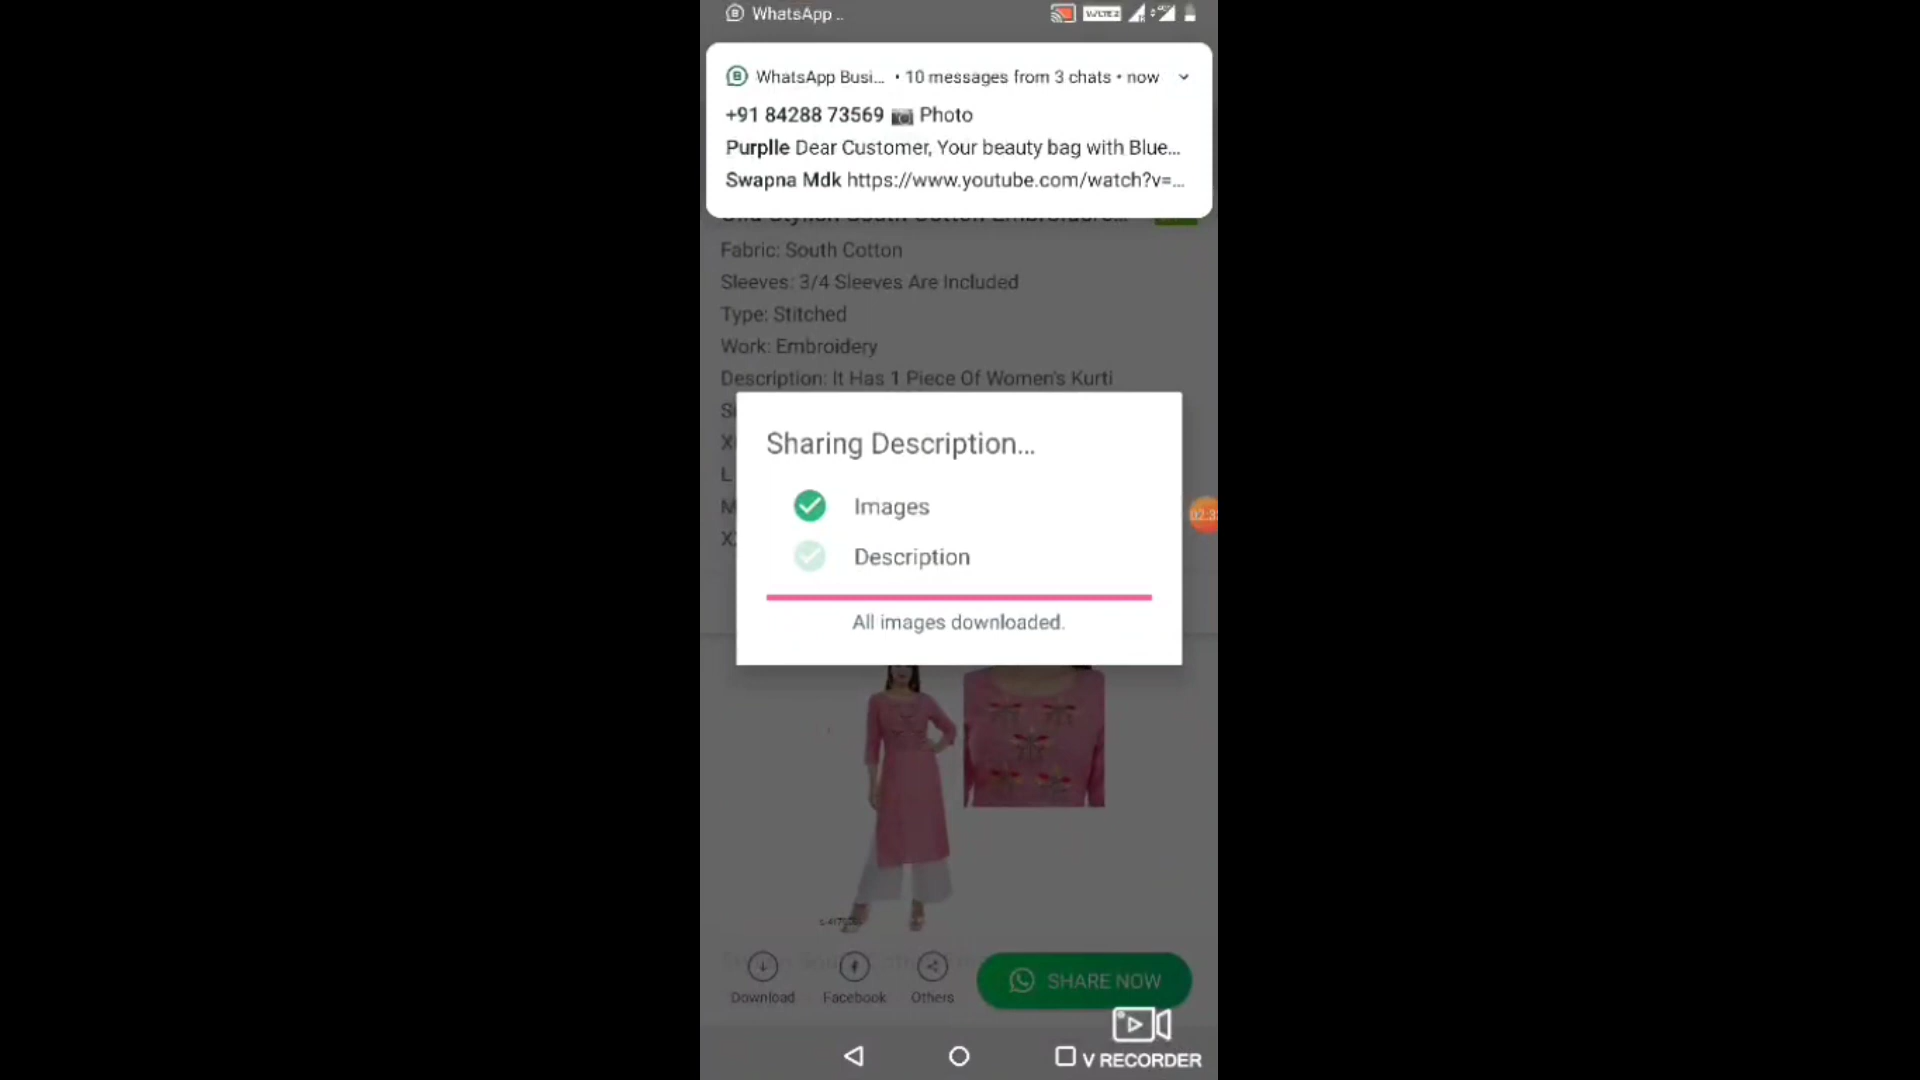 WhatsApp ..
WhatsApp Busi... • 10 messages from 3 chats • now
+91 84288 73569 Photo
Purplle Dear Customer, Your beauty bag with Blue...
Swapna Mdk https://www.youtube.com/watch?v=...
Fabric: South Cotton
Sleeves: 3/4 Sleeves Are Included
Type: Stitched
Work: Embroidery
Description: It Has 1 Piece Of Women's Kurti
L
Sharing Description...
Images
Description
All images downloaded.
02:3
Download
Facebook
Others
SHARE NOW
V RECORDER